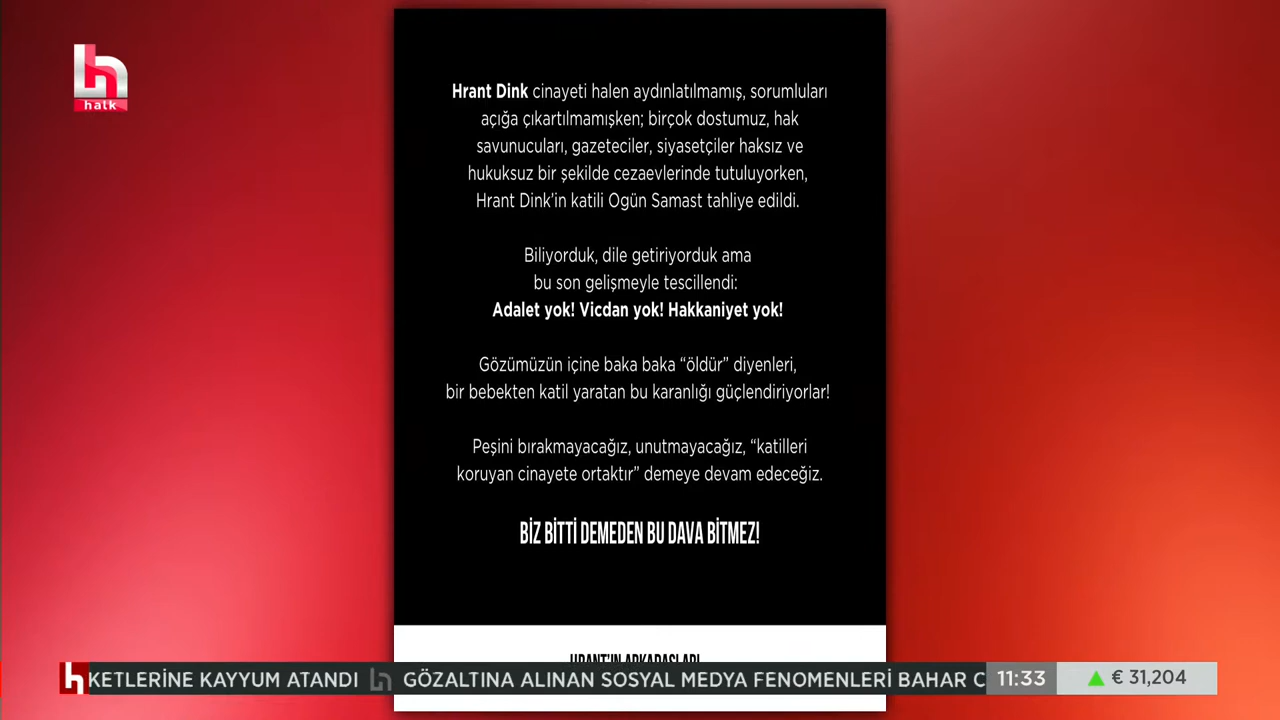 halk
Hrant Dink cinayeti halen aydınlatılmamış, sorumluları
açığa çıkartılmamışken; birçok dostumuz, hak
savunucuları, gazeteciler, siyasetçiler haksız ve
hukuksuz bir şekilde cezaevlerinde tutuluyorken,
Hrant Dink’in katili Ogün Samast tahliye edildi.
Biliyorduk, dile getiriyorduk ama
bu son gelişmeyle tescillendi:
Adalet yok! Vicdan yok! Hakkaniyet yok!
Gözümüzün içine baka baka “öldür” diyenleri,
bir bebekten katil yaratan bu karanlığı güçlendiriyorlar!
Peşini bırakmayacağız, unutmayacağız, “katilleri
koruyan cinayete ortaktır” demeye devam edeceğiz.
BİZ BİTTİ DEMEDEN BU DAVA BİTMEZ!
HRANT’IN ARKADAŞLARI
KETLERİNE KAYYUM ATANDI h GÖZALTINA ALINAN SOSYAL MEDYA FENOMENLERİ BAHAR C 11:33 € 31,204